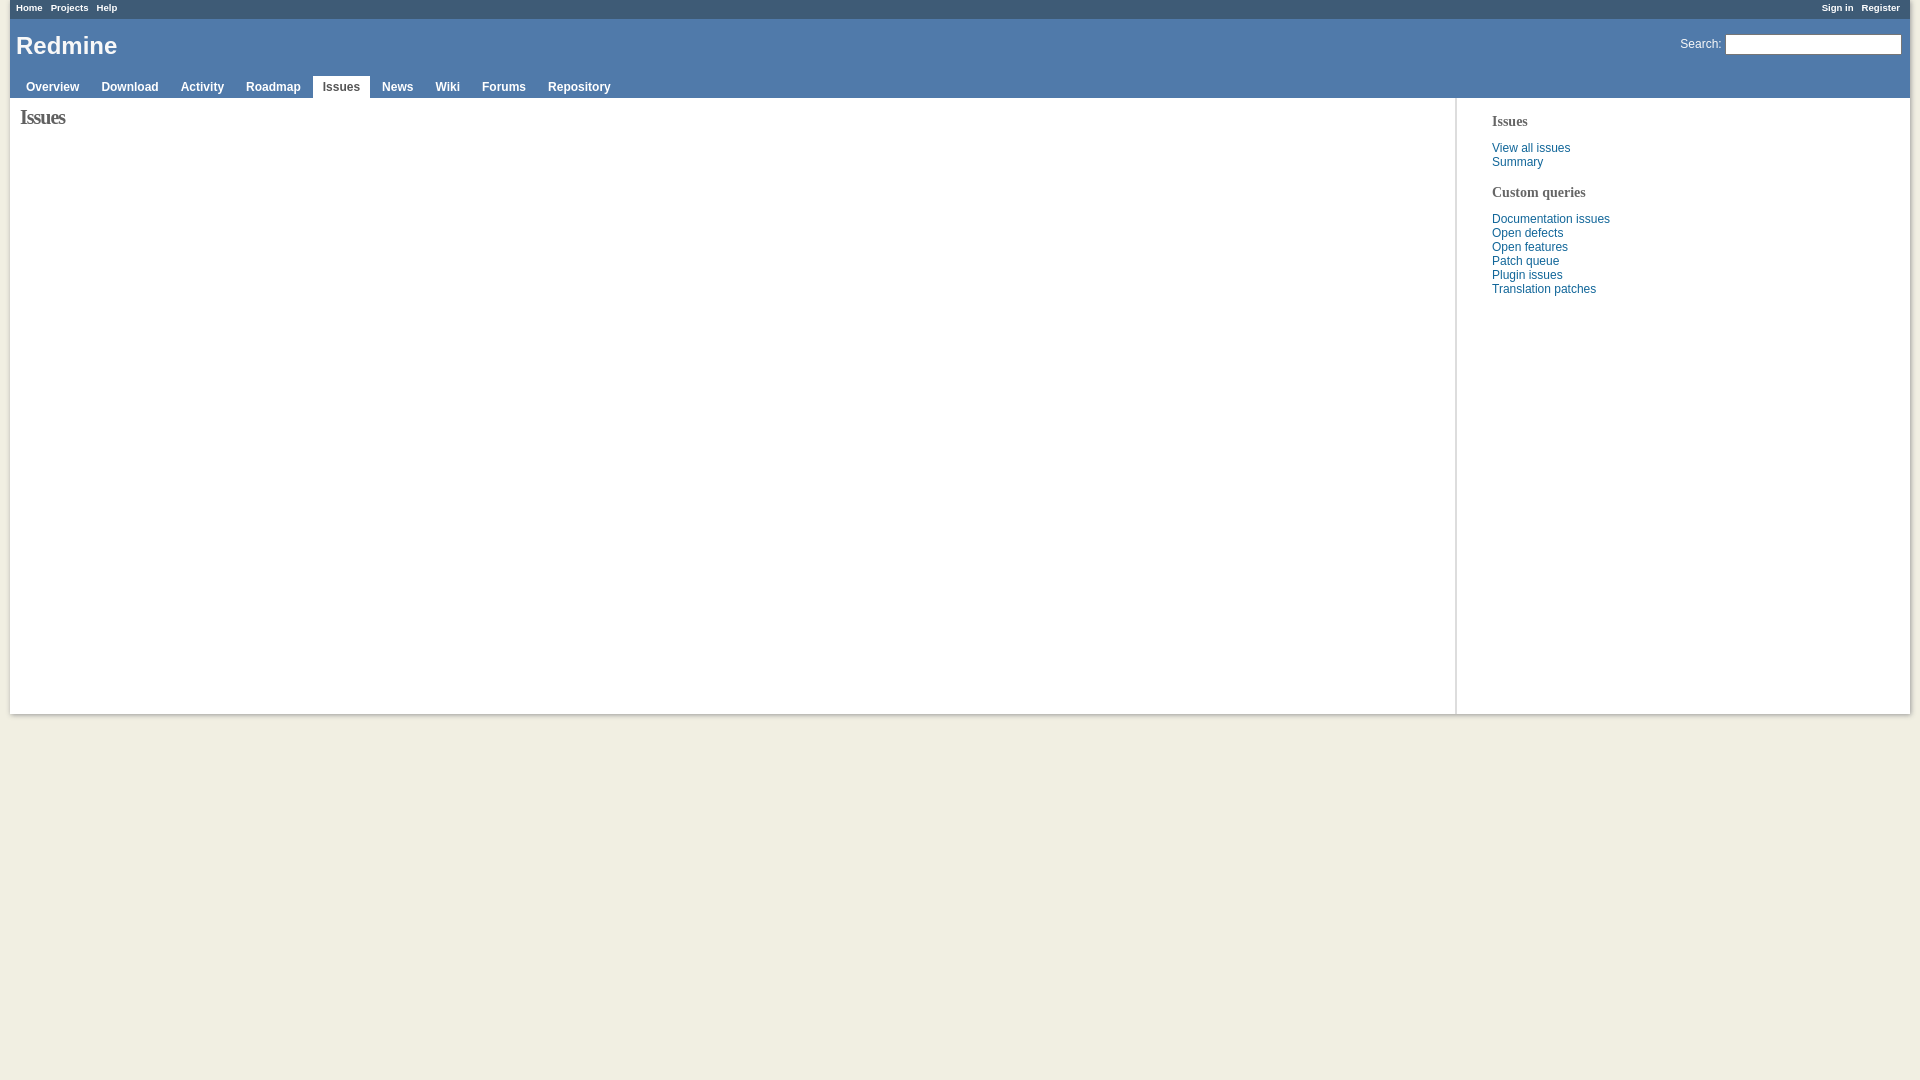 Home Projects Help Sign in Register
Redmine
Search:
Overview Download Activity Roadmap Issues News Wiki Forums Repository
Issues
Issues
View all issues
Summary
Custom queries
Documentation issues
Open defects
Open features
Patch queue
Plugin issues
Translation patches